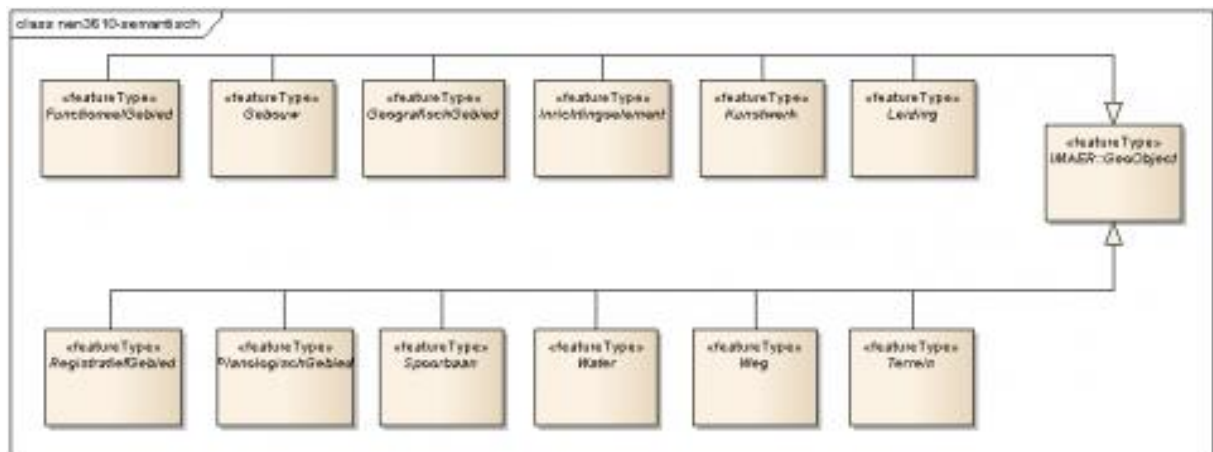 class nen3610-semantisch
«featureType»
FunctioneelGebied
«featureType»
Gebouw
«featureType»
GeografischGebied
«featureType»
Inrichtingselement
«featureType»
Kunstwerk
«featureType»
Leiding
«featureType»
IMAER::GeoObject
«featureType»
RegistratiefGebied
«featureType»
PlanologischGebied
«featureType»
Spoorbaan
«featureType»
Water
«featureType»
Weg
«featureType»
Terrein